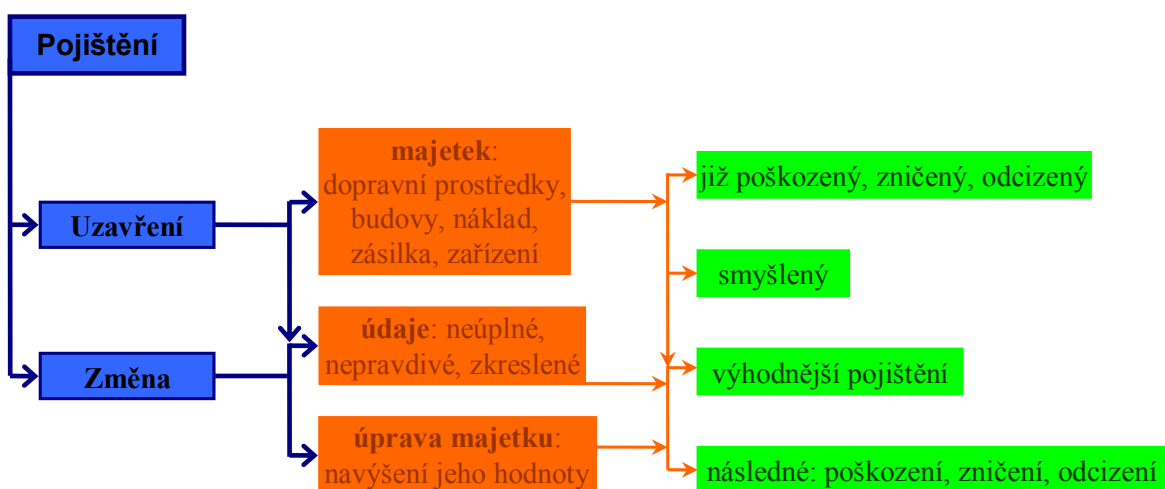 Pojištění
Uzavření
Změna
majetek:
dopravní prostředky,
budovy, náklad,
zásilka, zařízení
údaje: neúplné,
nepravdivé, zkreslené
úprava majetku:
navýšení jeho hodnoty
již poškozený, zničený, odcizený
smyšlený
výhodnější pojištění
následné: poškození, zničení, odcizení